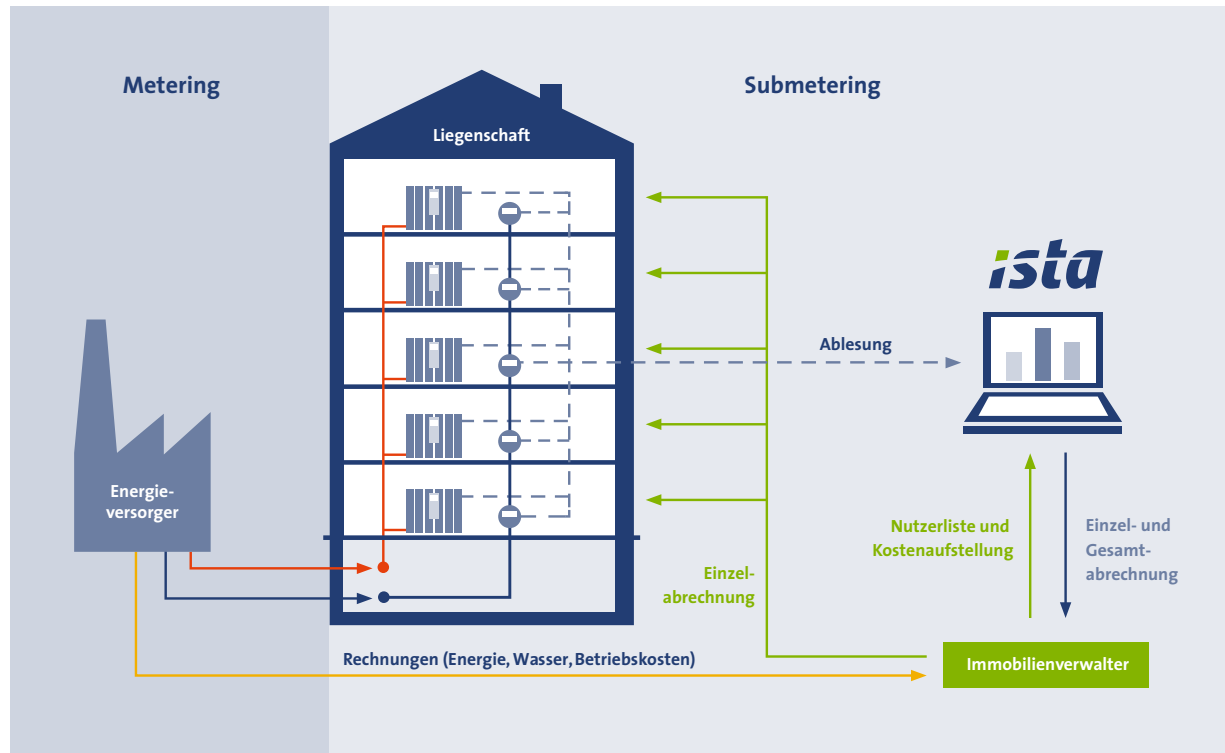 Metering
Submetering
Liegenschaft
ista
Ablesung
Energie-
versorger
Nutzerliste und
Kostenaufstellung
Einzel- und
Gesamt-
abrechnung
Einzel-
abrechnung
Rechnungen (Energie, Wasser, Betriebskosten)
Immobilienverwalter